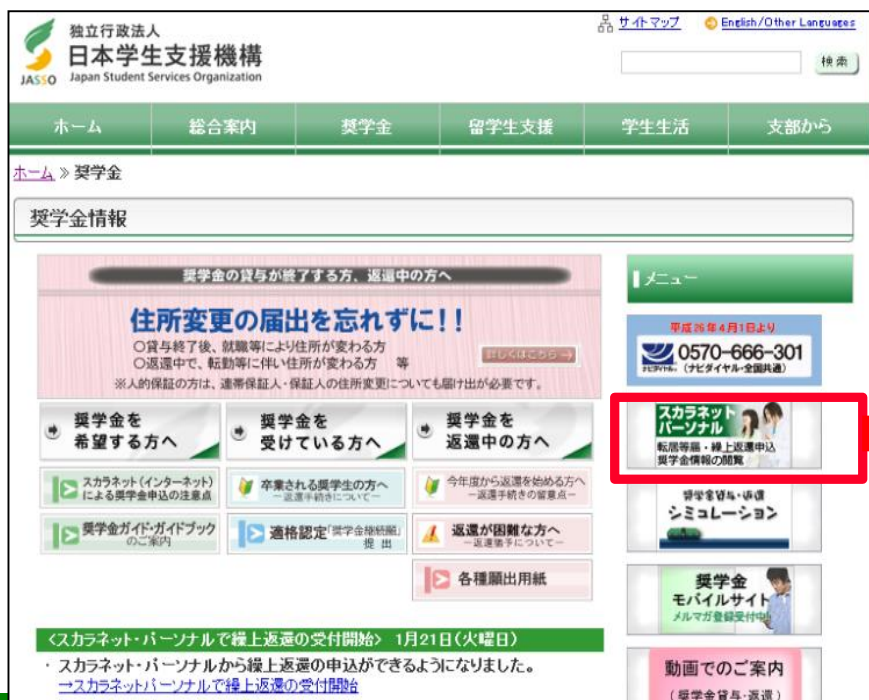 独立行政法人
日本学生支援機構
JASSO Japan Student Services Organization
サイトマップ English/Other Languages
検索
ホーム 総合案内 奨学金 留学生支援 学生生活 支部から
ホーム » 奨学金
奨学金情報
奨学金の貸与が終了する方、返還中の方へ
住所変更の届出を忘れずに!!
○貸与終了後、就職等により住所が変わる方
○返還中で、転勤等に伴い住所が変わる方 等
詳しくはこちら→
※人的保証の方は、連帯保証人・保証人の住所変更についても届け出が必要です。
奨学金を
希望する方へ
奨学金を
受けている方へ
奨学金を
返還中の方へ
スカラネット(インターネット)
による奨学金申込の注意点
卒業される奨学生の方へ
－返還手続きについて－
今年度から返還を始める方へ
－返還手続きの留意点－
奨学金ガイド・ガイドブック
のご案内
適格認定「奨学金継続願」
提出
返還が困難な方へ
－返還猶予について－
各種願出用紙
<スカラネット・パーソナルで繰上返還の受付開始> 1月21日(火曜日)
・ スカラネット・パーソナルから繰上返還の申込ができるようになりました。
→スカラネットパーソナルで繰上返還の受付開始
メニュー
平成26年4月1日より
0570-666-301
ナビダイヤル (ナビダイヤル・全国共通)
スカラネット
パーソナル
転居等届・繰上返還申込
奨学金情報の閲覧
奨学金貸与・返還
シミュレーション
奨学金
モバイルサイト
メルマガ登録受付中!
動画でのご案内
(奨学金貸与・返還)